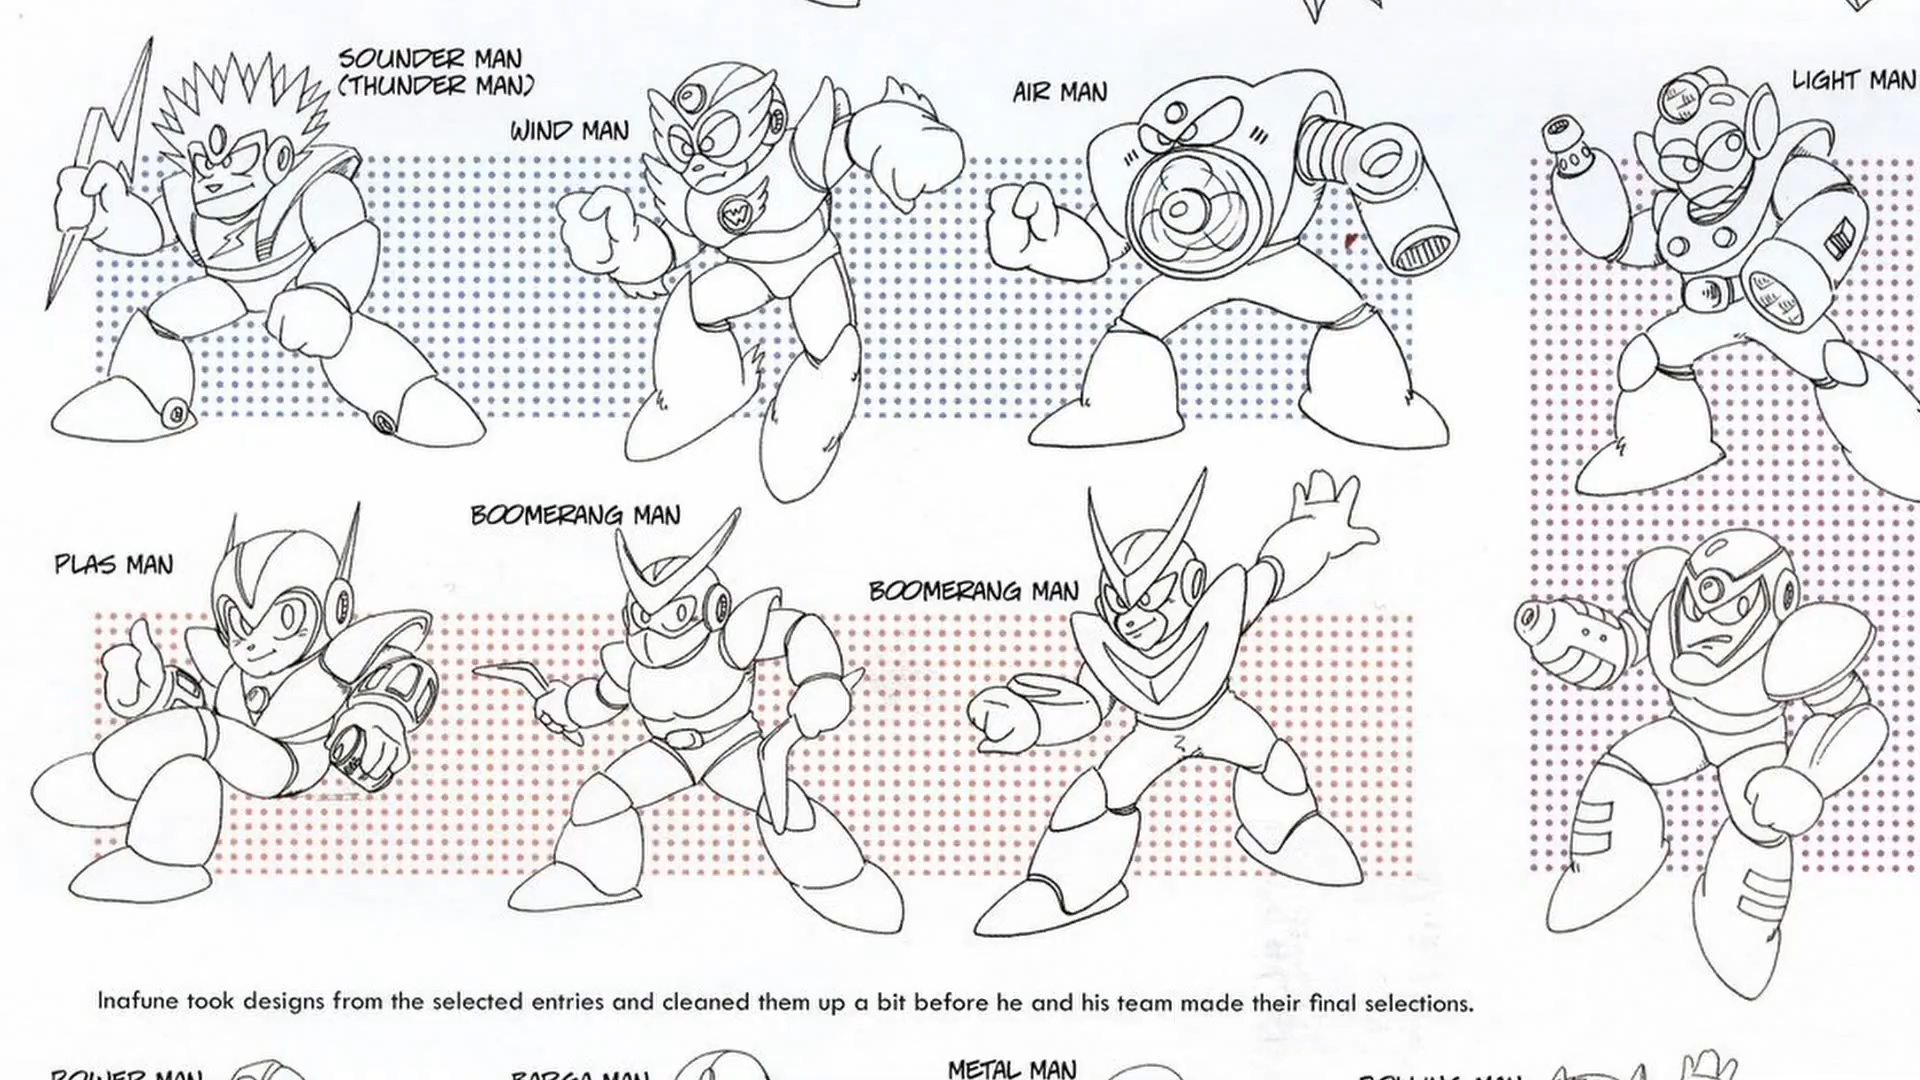 SOUNDER MAN
(THUNDER MAN)
WIND MAN
AIR MAN
LIGHT MAN
W
PLAS MAN
BOOMERANG MAN
BOOMERANG MAN
Inafune took designs from the selected entries and cleaned them up a bit before he and his team made their final selections.
POWER MAN
METAL MAN